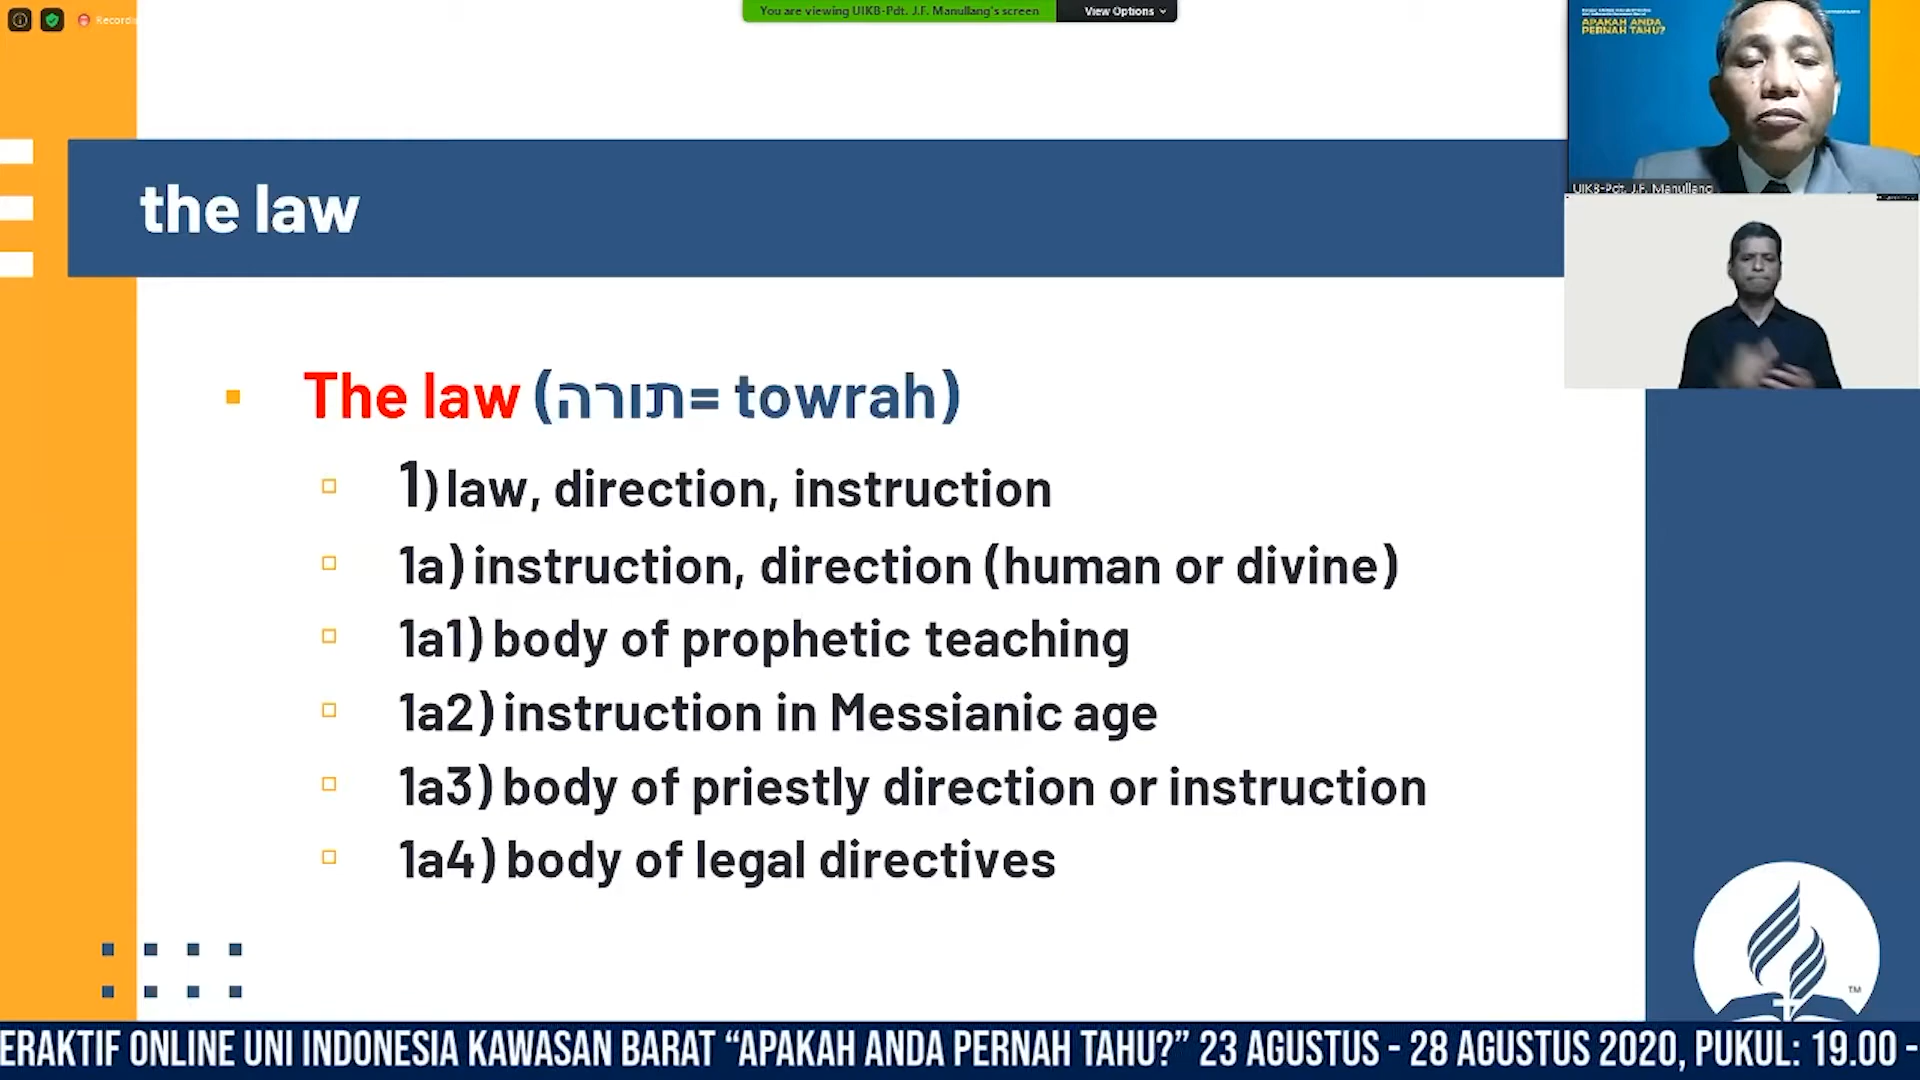 You are viewing UIKB-Pdt. J.F. Manullang's screen
View Options
APAKAH ANDA
PERNAH TAHU?
UIKB-Pdt. J.F. Manullang
the law
The law (תורה= towrah)
1) law, direction, instruction
1a) instruction, direction (human or divine)
1a1) body of prophetic teaching
1a2) instruction in Messianic age
1a3) body of priestly direction or instruction
1a4) body of legal directives
TM
ERAKTIF ONLINE UNI INDONESIA KAWASAN BARAT “APAKAH ANDA PERNAH TAHU?” 23 AGUSTUS - 28 AGUSTUS 2020, PUKUL: 19.00 -